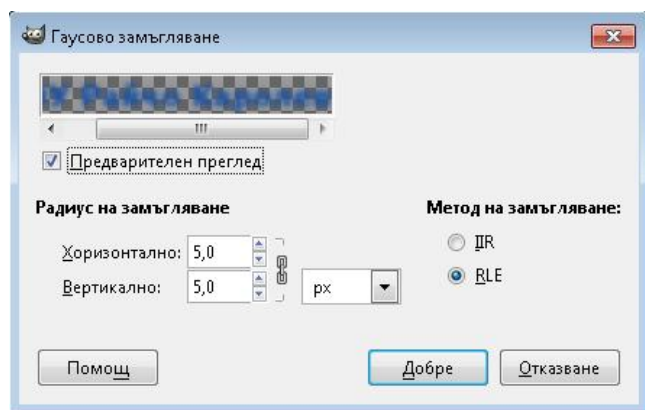 Гаусово замъгляване
Предварителен преглед
Радиус на замъгляване
Метод на замъгляване:
Хоризонтално: 5,0
IIR
Вертикално: 5,0 px
RLE
Помощ
Добре
Отказване